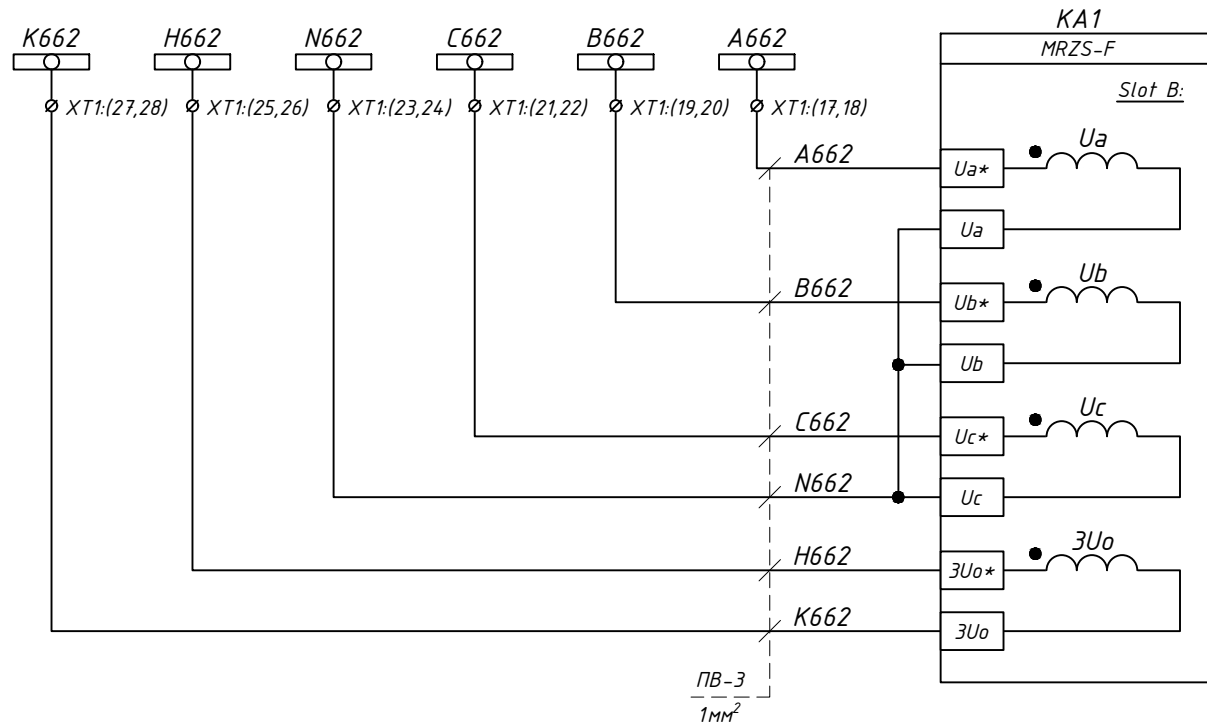 K662
H662
N662
C662
B662
A662
KA1
MRZS-F
Slot B:
XT1:(27,28)
XT1:(25,26)
XT1:(23,24)
XT1:(21,22)
XT1:(19,20)
XT1:(17,18)
A662
Ua*
Ua
Ua
B662
Ub*
Ub
Ub
C662
Uc*
Uc
N662
Uc
H662
3Uo*
3Uo
K662
3Uo
ПВ-3
1мм²